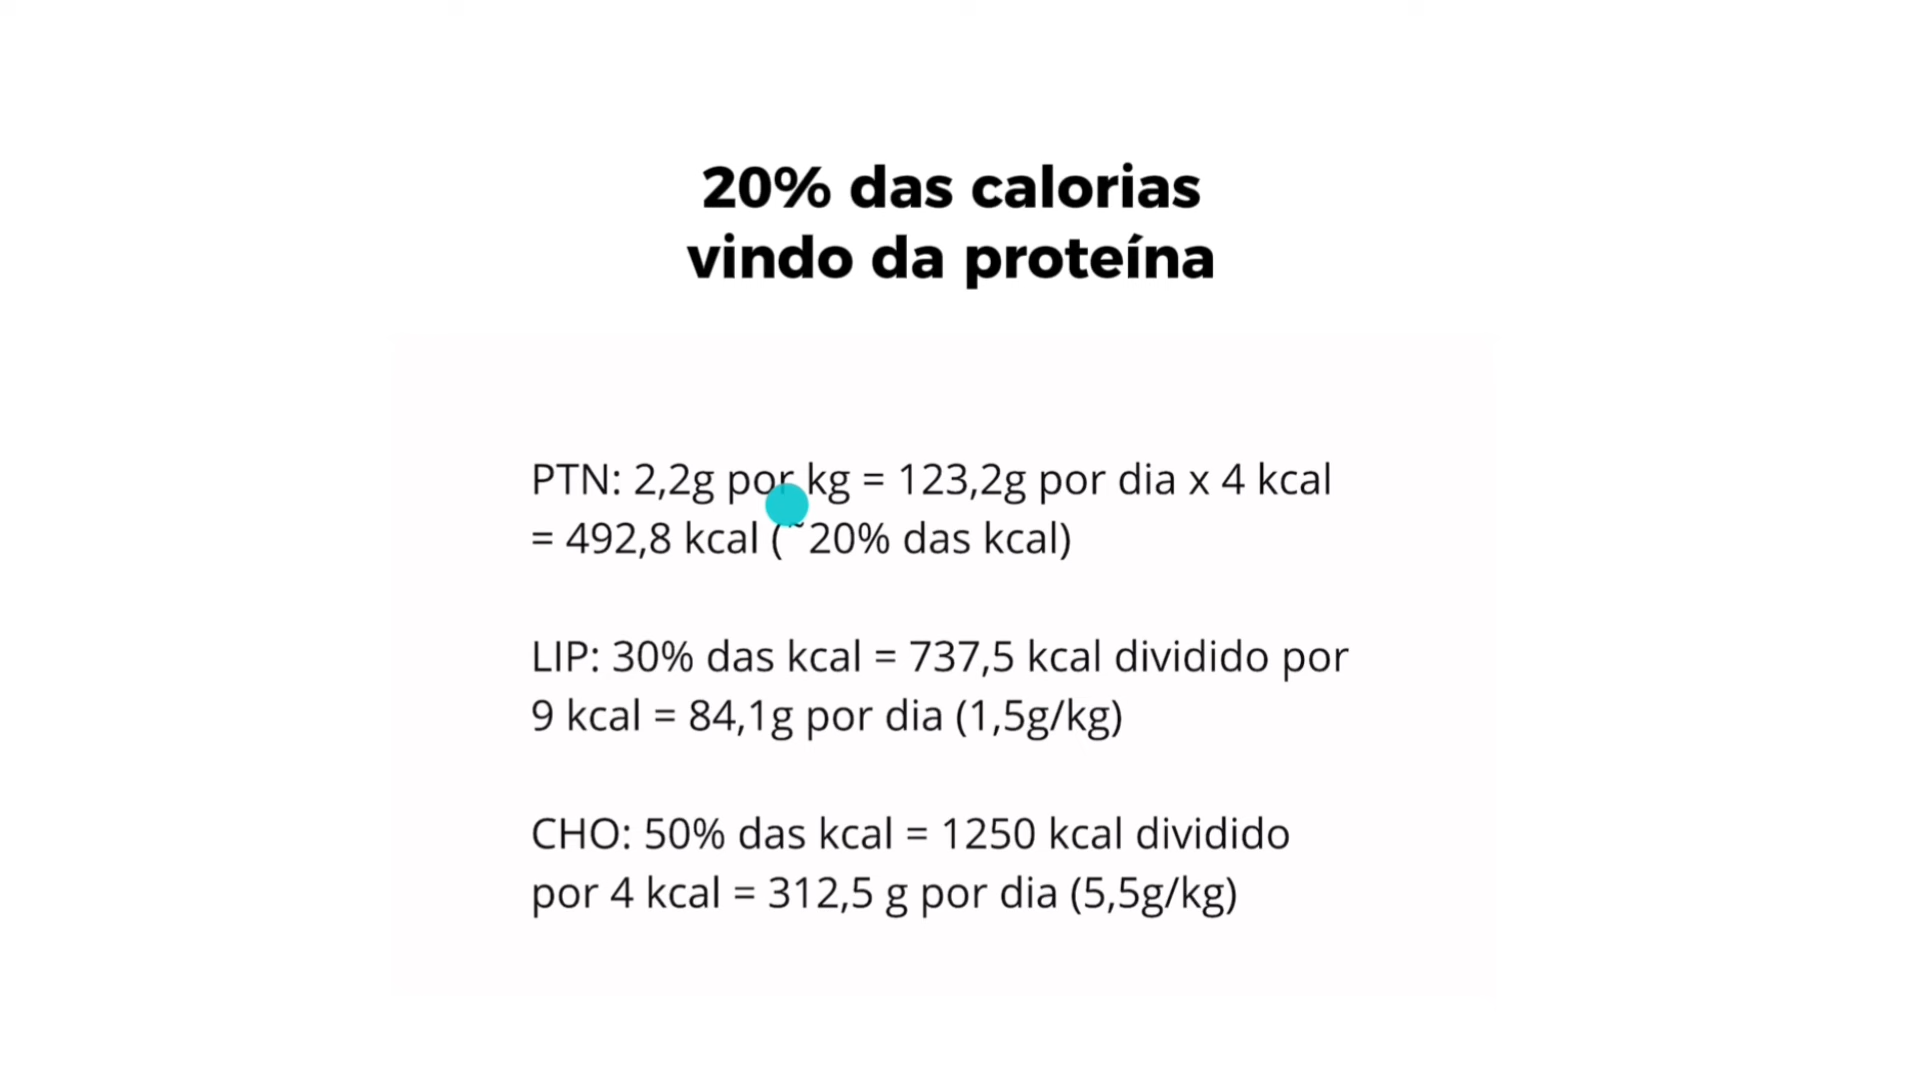 20% das calorias
vindo da proteína
PTN: 2,2g por kg = 123,2g por dia x 4 kcal
= 492,8 kcal (~20% das kcal)
LIP: 30% das kcal = 737,5 kcal dividido por
9 kcal = 84,1g por dia (1,5g/kg)
CHO: 50% das kcal = 1250 kcal dividido
por 4 kcal = 312,5 g por dia (5,5g/kg)